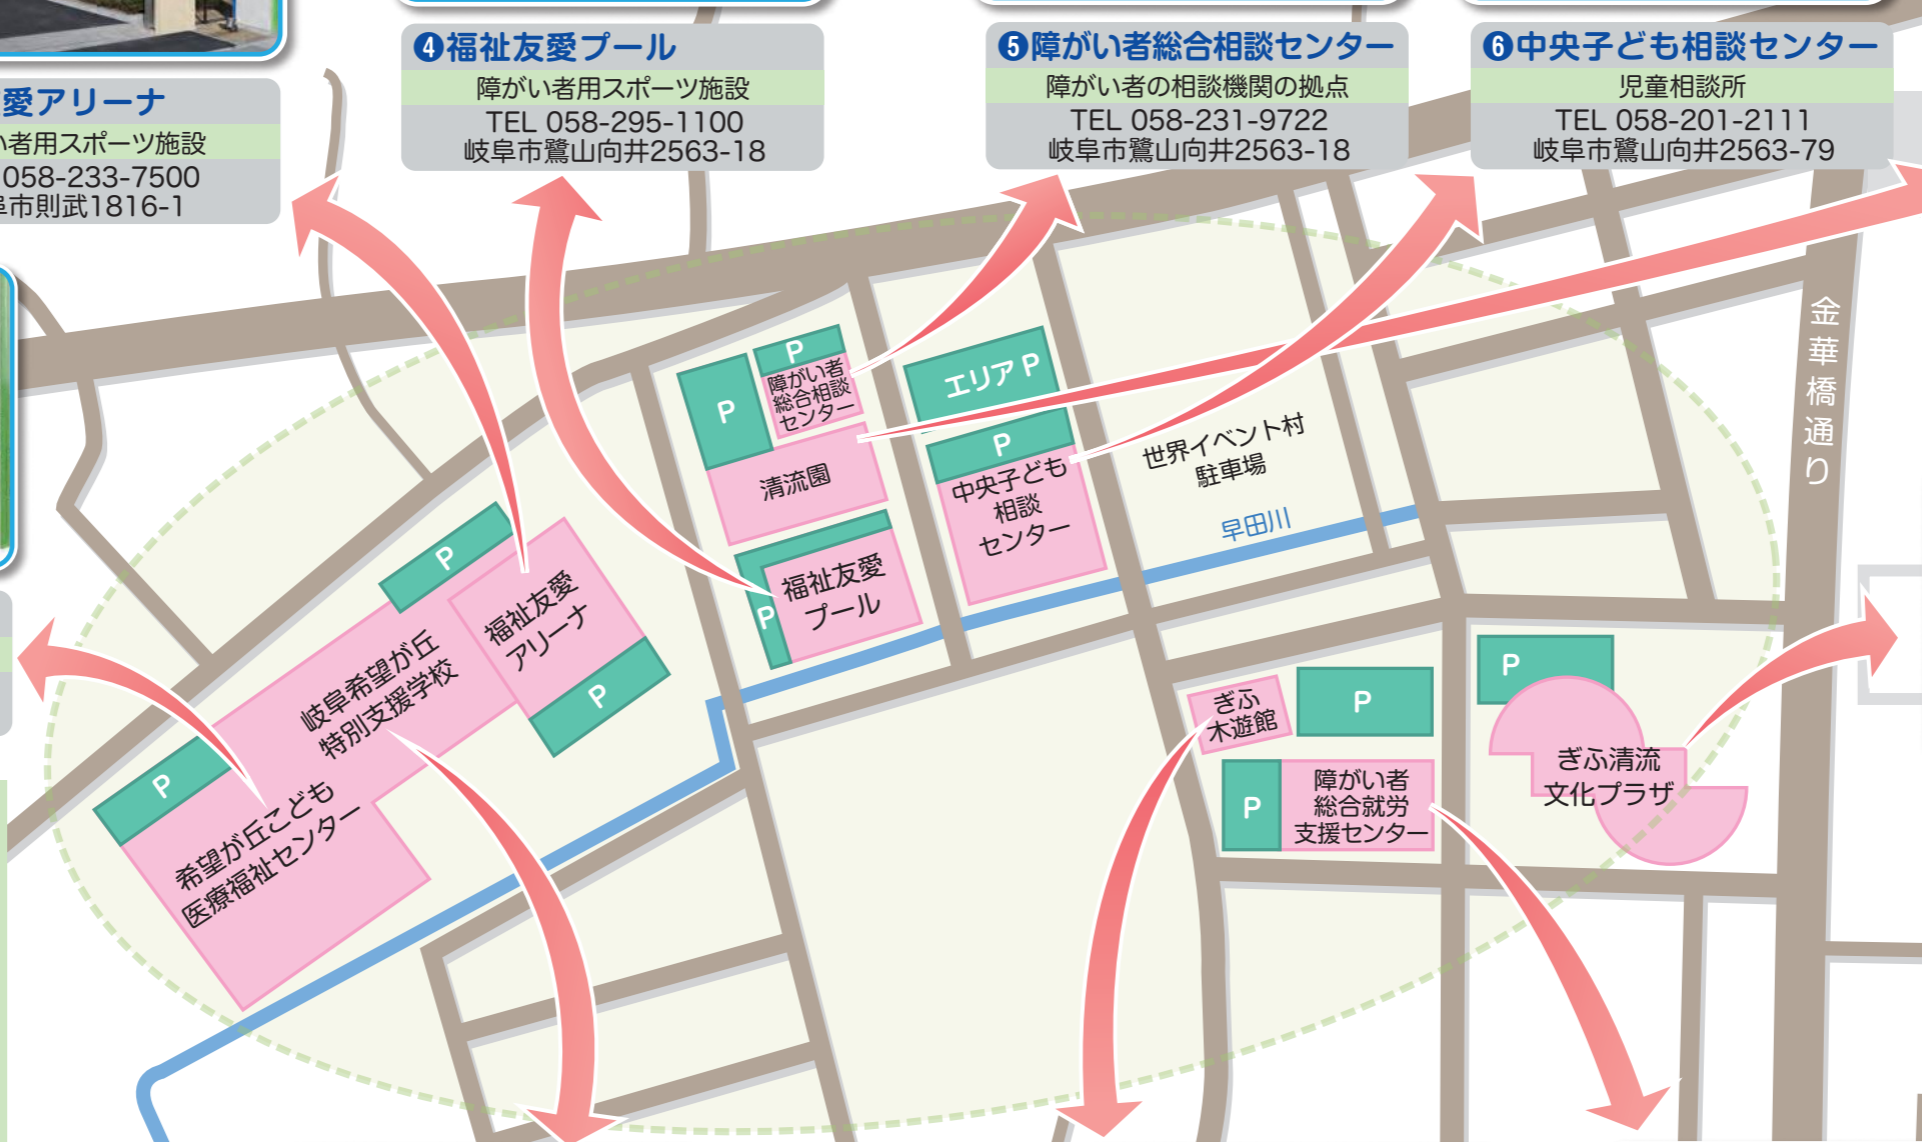 愛アリーナ
い者用スポーツ施設
058-233-7500
阜市則武1816-1
❹福祉友愛プール
障がい者用スポーツ施設
TEL 058-295-1100
岐阜市鷺山向井2563-18
❺障がい者総合相談センター
障がい者の相談機関の拠点
TEL 058-231-9722
岐阜市鷺山向井2563-18
❻中央子ども相談センター
児童相談所
TEL 058-201-2111
岐阜市鷺山向井2563-79
金華橋通り
P
障がい者
総合相談
センター
P
清流園
エリア P
P
中央子ども
相談
センター
世界イベント村
駐車場
早田川
P
福祉友愛
プール
P
福祉友愛
アリーナ
P
岐阜希望が丘
特別支援学校
P
希望が丘こども
医療福祉センター
ぎふ
木遊館
P
P
障がい者
総合就労
支援センター
P
ぎふ清流
文化プラザ